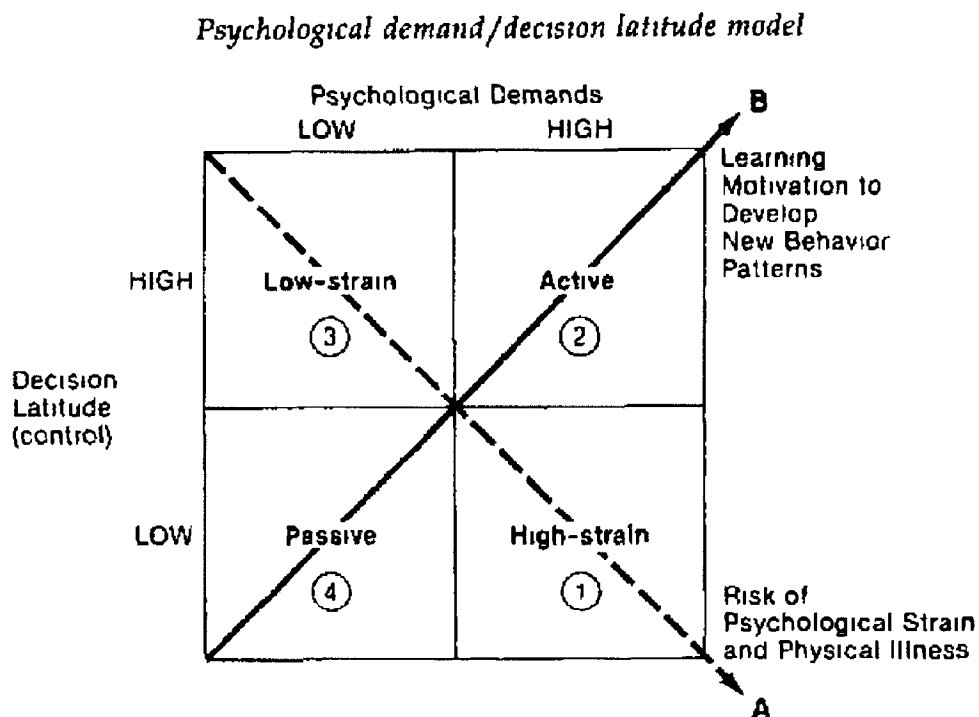 Psychological demand/decision latitude model
Psychological Demands
LOW HIGH
B
Learning
Motivation to
Develop
New Behavior
Patterns
HIGH
Low-strain
Active
3
2
Decision
Latitude
(control)
LOW
Passive
High-strain
4
1
Risk of
Psychological Strain
and Physical Illness
A